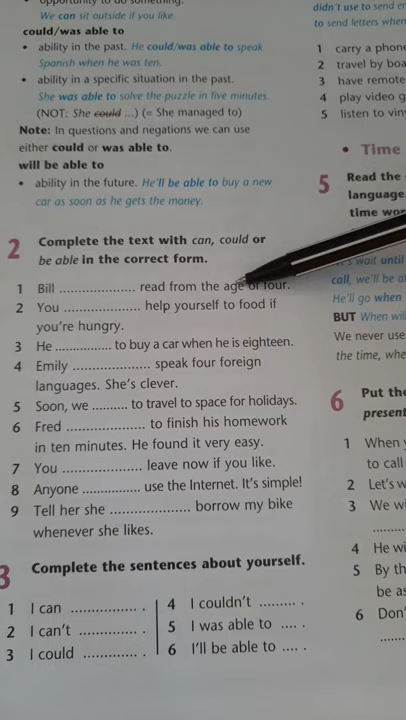 opportunity to do something.
We can sit outside if you like.
could/was able to
• ability in the past. He could/was able to speak
Spanish when he was ten.
• ability in a specific situation in the past.
She was able to solve the puzzle in five minutes.
(NOT: She could ...) (= She managed to)
Note: In questions and negations we can use
either could or was able to.
will be able to
• ability in the future. He'll be able to buy a new
car as soon as he gets the money.
2 Complete the text with can, could or
be able in the correct form.
1 Bill ..................... read from the age of four.
2 You ..................... help yourself to food if
you're hungry.
3 He ................ to buy a car when he is eighteen.
4 Emily ..................... speak four foreign
languages. She's clever.
5 Soon, we .......... to travel to space for holidays.
6 Fred ..................... to finish his homework
in ten minutes. He found it very easy.
7 You ..................... leave now if you like.
8 Anyone ................ use the Internet. It's simple!
9 Tell her she ..................... borrow my bike
whenever she likes.
3 Complete the sentences about yourself.
1 I can ................ .
2 I can't .............. .
3 I could ............. .
4 I couldn't ......... .
5 I was able to .... .
6 I'll be able to .... .
didn't use to send
to send letters when
1 carry a phone
2 travel by
3 have remote
4 play video
5 listen to
• Time
5 Read the
language.
time
wait until
call, we'll be
He'll go when
BUT When will
We never use
the time,
6 Put the
present
1 When
to call
2 Let's
3 We
.........
4 He
5 By
be as
6 Don'
.......